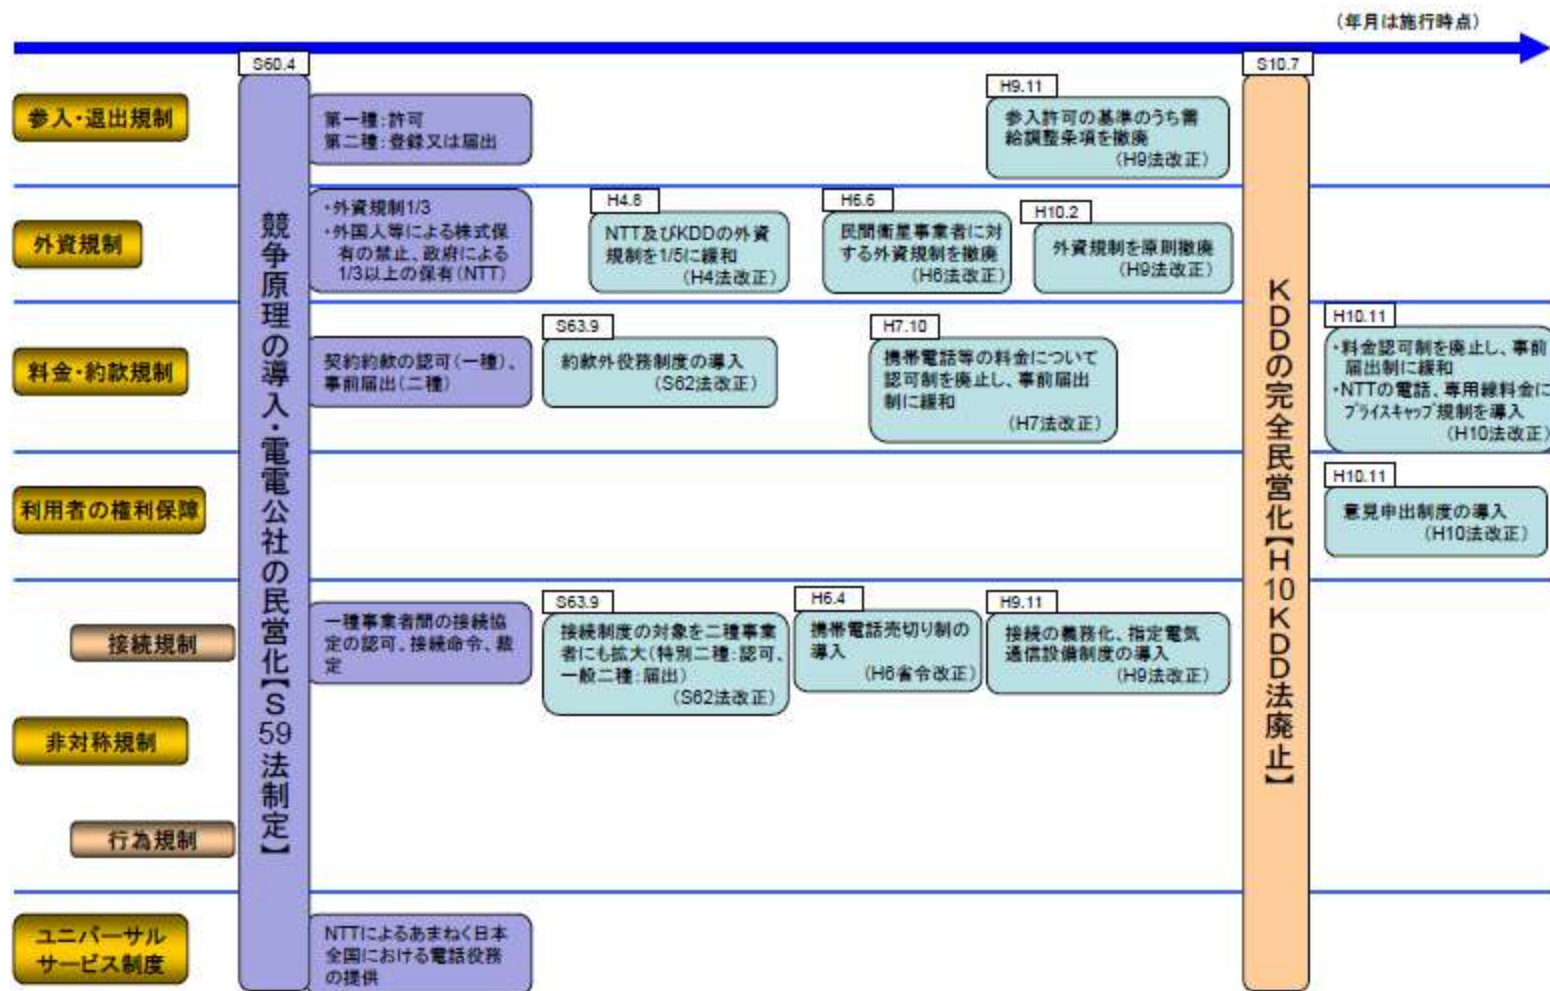 （年月は施行時点）
S60.4
S10.7
競争原理の導入・電電公社の民営化【S59法制定】
KDDの完全民営化【H10KDD法廃止】
参入・退出規制
第一種：許可
第二種：登録又は届出
H9.11
参入許可の基準のうち需
給調整条項を撤廃
（H9法改正）
外資規制
・外資規制1/3
・外国人等による株式保
有の禁止、政府による
1/3以上の保有（NTT）
H4.8
NTT及びKDDの外資
規制を1/5に緩和
（H4法改正）
H6.6
民間衛星事業者に対
する外資規制を撤廃
（H6法改正）
H10.2
外資規制を原則撤廃
（H9法改正）
料金・約款規制
契約約款の認可（一種）、
事前届出（二種）
S63.9
約款外役務制度の導入
（S62法改正）
H7.10
携帯電話等の料金について
認可制を廃止し、事前届出
制に緩和
（H7法改正）
H10.11
・料金認可制を廃止し、事前
届出制に緩和
・NTTの電話、専用線料金に
プライスキャップ規制を導入
（H10法改正）
利用者の権利保障
H10.11
意見申出制度の導入
（H10法改正）
接続規制
一種事業者間の接続協
定の認可、接続命令、裁
定
S63.9
接続制度の対象を二種事業
者にも拡大（特別二種：認可、
一般二種：届出）
（S62法改正）
H6.4
携帯電話売切り制の
導入
（H6省令改正）
H9.11
接続の義務化、指定電気
通信設備制度の導入
（H9法改正）
非対称規制
行為規制
ユニバーサル
サービス制度
NTTによるあまねく日本
全国における電話役務
の提供